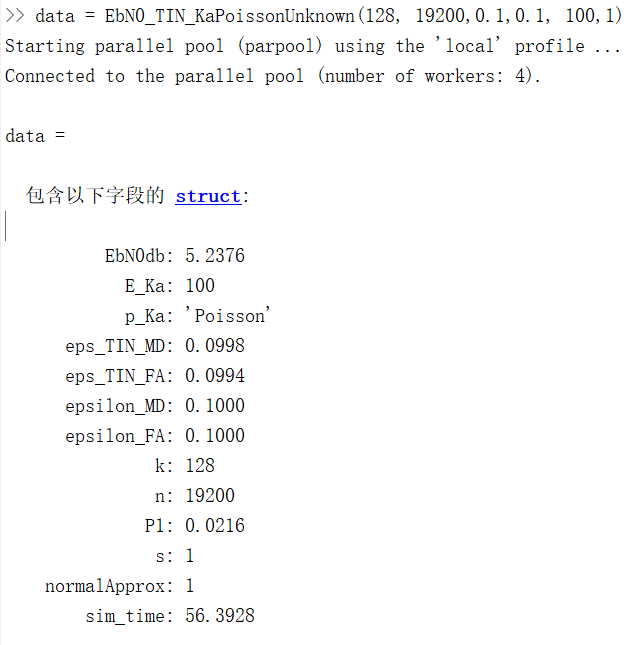 >> data = EbN0_TIN_KaPoissonUnknown(128, 19200,0.1,0.1, 100,1)
Starting parallel pool (parpool) using the 'local' profile ...
Connected to the parallel pool (number of workers: 4).
data =
包含以下字段的 struct:
EbN0db: 5.2376
E_Ka: 100
p_Ka: 'Poisson'
eps_TIN_MD: 0.0998
eps_TIN_FA: 0.0994
epsilon_MD: 0.1000
epsilon_FA: 0.1000
k: 128
n: 19200
P1: 0.0216
s: 1
normalApprox: 1
sim_time: 56.3928